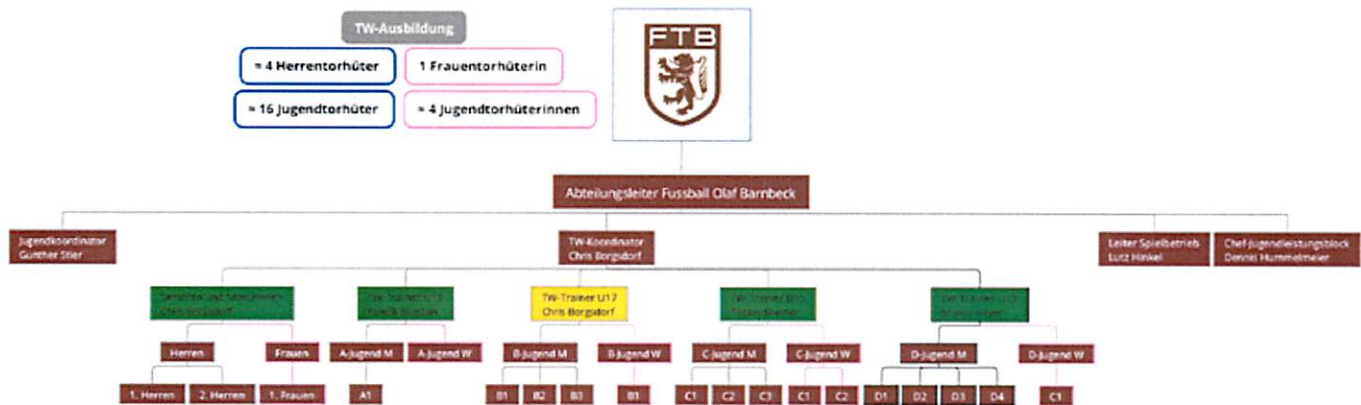 TW-Ausbildung
FTB
≈ 4 Herrentorhüter
1 Frauentorhüterin
≈ 16 Jugendtorhüter
≈ 4 Jugendtorhüterinnen
Abteilungsleiter Fussball Olaf Barnbeck
Jugendkoordinator
Gunther Stier
TW-Koordinator
Chris Borgsdorf
Leiter Spielbetrieb
Lutz Hinkel
Chef-Jugendleistungsblock
Dennis Hummelmeier
Chris Borgsdorf
TW-Trainer U17
Chris Borgsdorf
Herren
Frauen
A-Jugend M
A-Jugend W
B-Jugend M
B-Jugend W
C-Jugend M
C-Jugend W
D-Jugend M
D-Jugend W
1. Herren
2. Herren
1. Frauen
A1
B1
B2
B3
B1
C1
C2
C3
C1
C2
D1
D2
D3
D4
C1